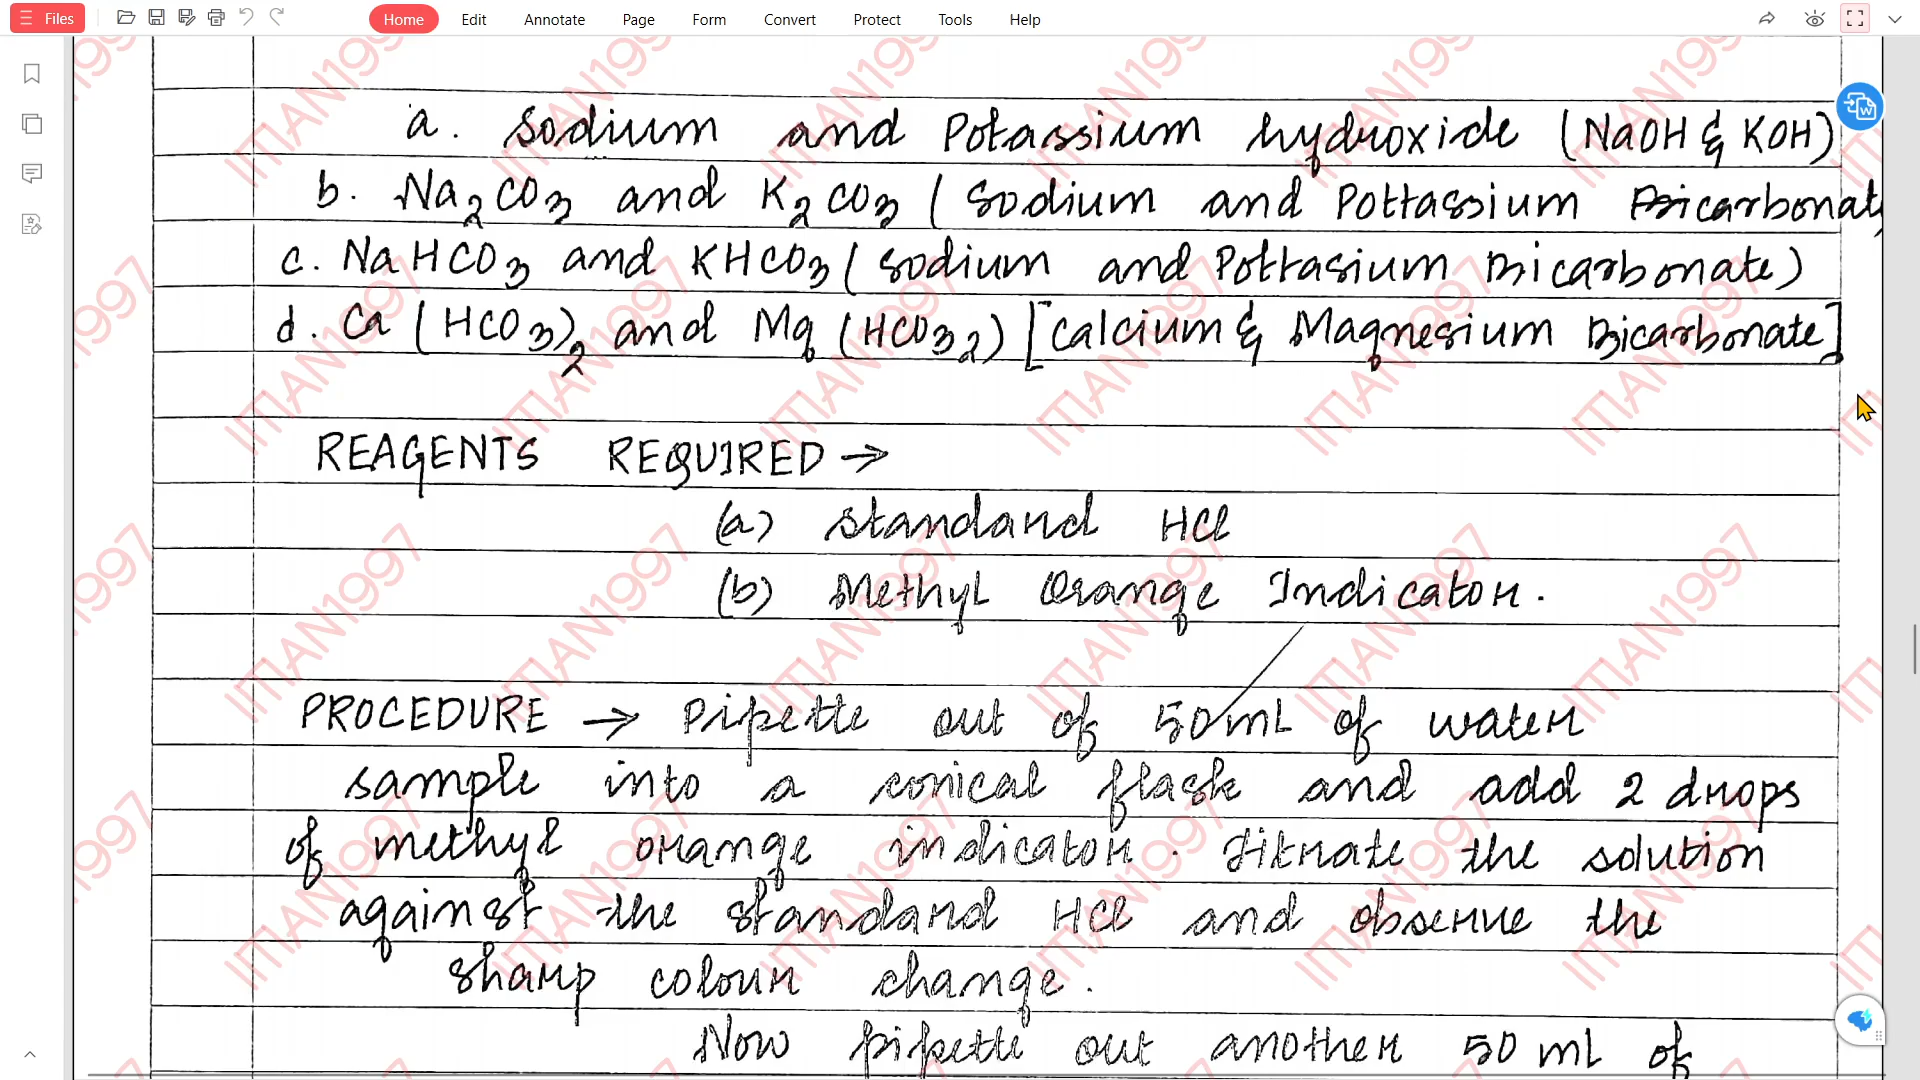 Files Home Edit Annotate Page Form Convert Protect Tools Help
a. Sodium and Potassium hydroxide (NaOH & KOH)
b. Na2CO3 and K2CO3 (Sodium and Pottassium Bicarbonate
c. NaHCO3 and KHCO3 (Sodium and Pottasium Bicarbonate)
d. Ca (HCO3)2 and Mg (HCO32) [Calcium & Magnesium Bicarbonate]
REAGENTS REQUIRED →
(a) Standard HCl
(b) Methyl Orange Indicator.
PROCEDURE → Pipette out of 50mL of water
sample into a conical flask and add 2 drops
of methyl orange indicator. Titrate the solution
against the standard HCl and observe the
sharp colour change.
Now pipette out another 50 mL of
IMAN1997